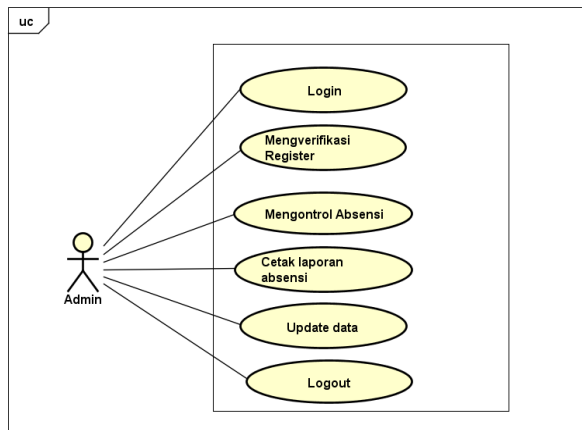 uc
Login
Mengverifikasi
Register
Mengontrol Absensi
Cetak laporan
absensi
Admin
Update data
Logout